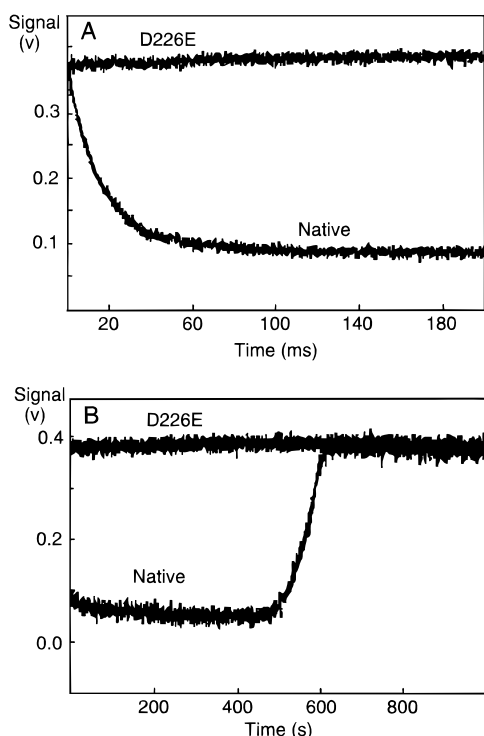 Signal
(v)
A
D226E
0.3
0.2
0.1
Native
20 60 100 140 180
Time (ms)
Signal
(v)
B
D226E
0.4
0.2
Native
0.0
200 400 600 800
Time (s)